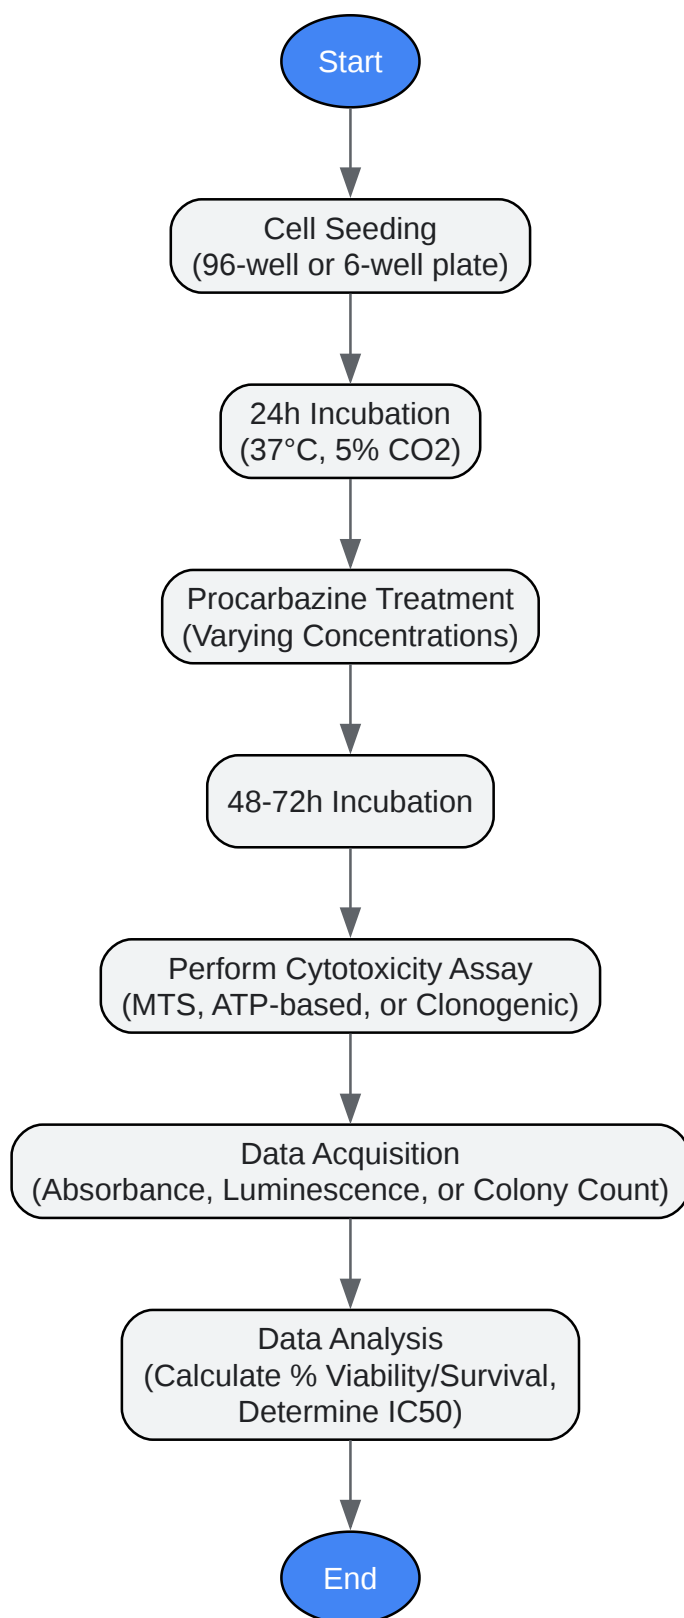 Start
Cell Seeding
(96-well or 6-well plate)
24h Incubation
(37°C, 5% CO2)
Procarbazine Treatment
(Varying Concentrations)
48-72h Incubation
Perform Cytotoxicity Assay
(MTS, ATP-based, or Clonogenic)
Data Acquisition
(Absorbance, Luminescence, or Colony Count)
Data Analysis
(Calculate % Viability/Survival,
Determine IC50)
End